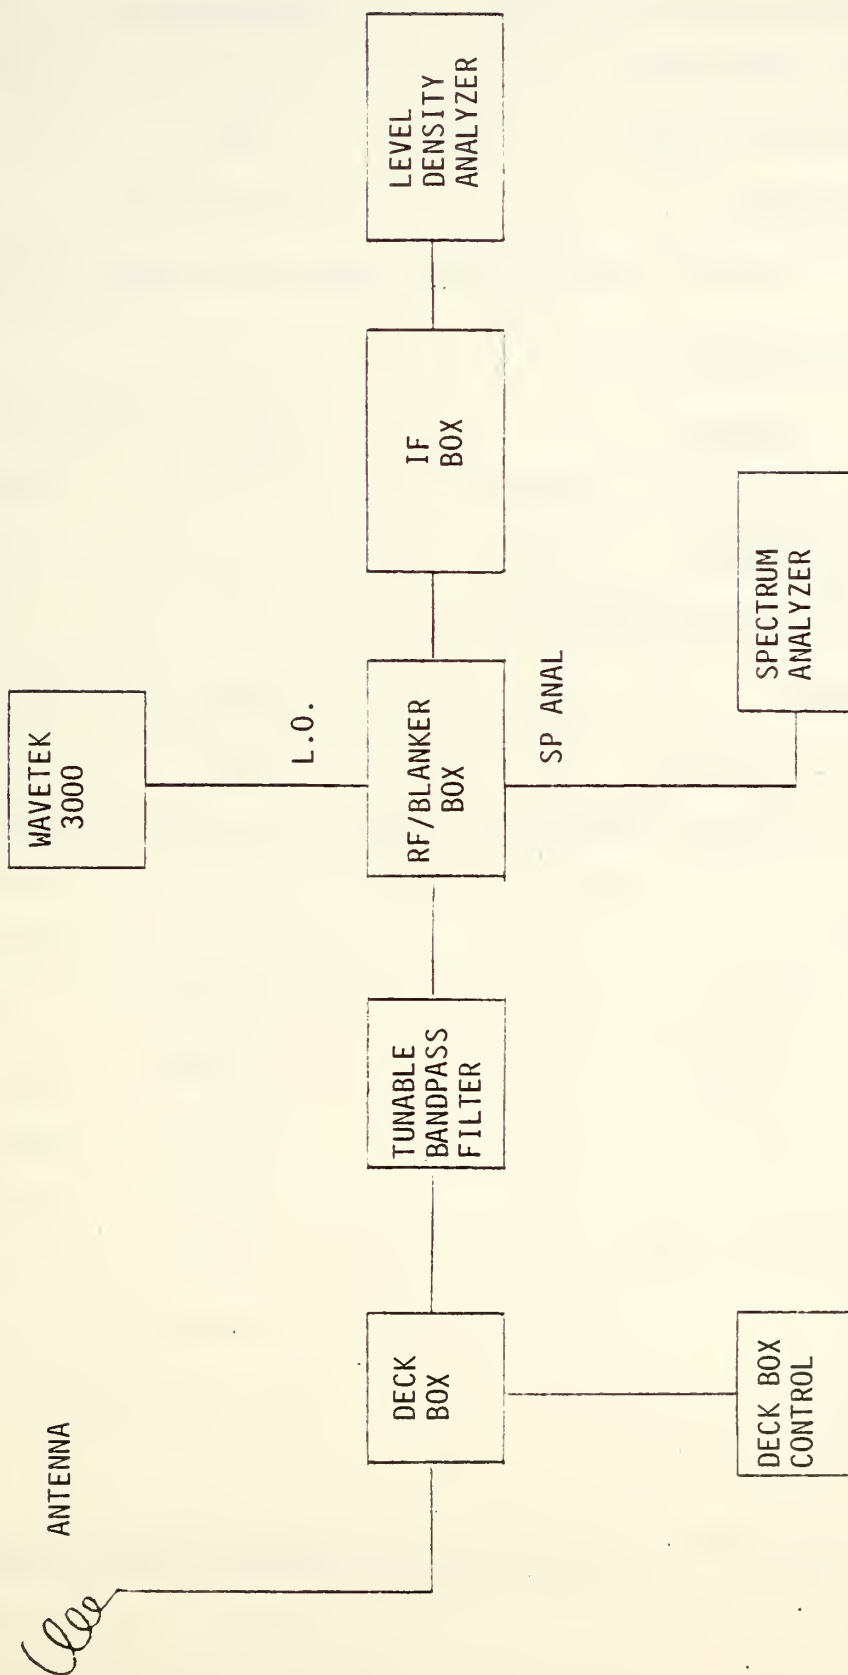 ANTENNA
DECK
BOX
DECK BOX
CONTROL
TUNABLE
BANDPASS
FILTER
WAVETEK
3000
L.O.
RF/BLANKER
BOX
SP ANAL
SPECTRUM
ANALYZER
IF
BOX
LEVEL
DENSITY
ANALYZER